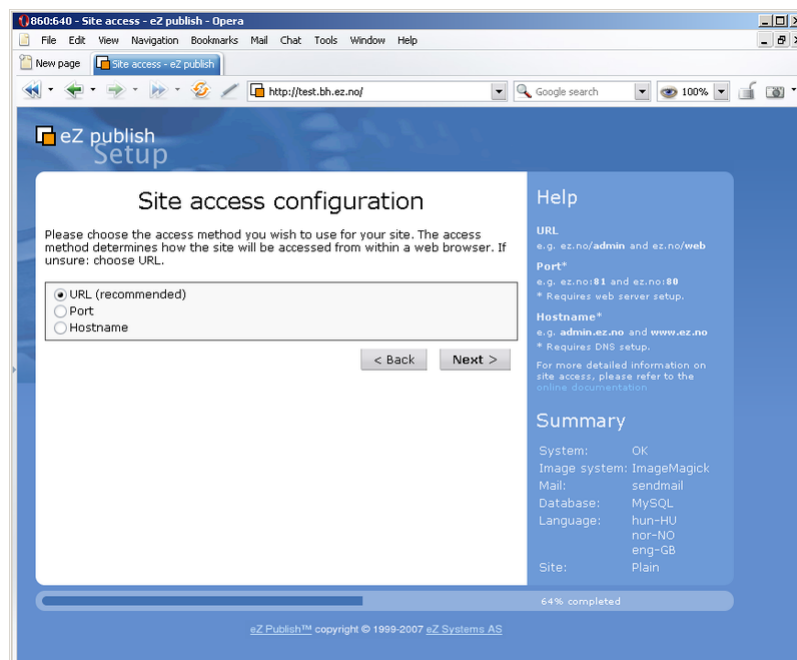 860:640 - Site access - eZ publish - Opera
File Edit View Navigation Bookmarks Mail Chat Tools Window Help
New page Site access - eZ publish
http://test.bh.ez.no/ Google search 100%
eZ publish
Setup
Site access configuration
Please choose the access method you wish to use for your site. The access
method determines how the site will be accessed from within a web browser. If
unsure: choose URL.
URL (recommended)
Port
Hostname
< Back Next >
Help
URL
e.g. ez.no/admin and ez.no/web
Port*
e.g. ez.no:81 and ez.no:80
* Requires web server setup.
Hostname*
e.g. admin.ez.no and www.ez.no
* Requires DNS setup.
For more detailed information on
site access, please refer to the
online documentation
Summary
System: OK
Image system: ImageMagick
Mail: sendmail
Database: MySQL
Language: hun-HU
nor-NO
eng-GB
Site: Plain
64% completed
eZ Publish™ copyright © 1999-2007 eZ Systems AS